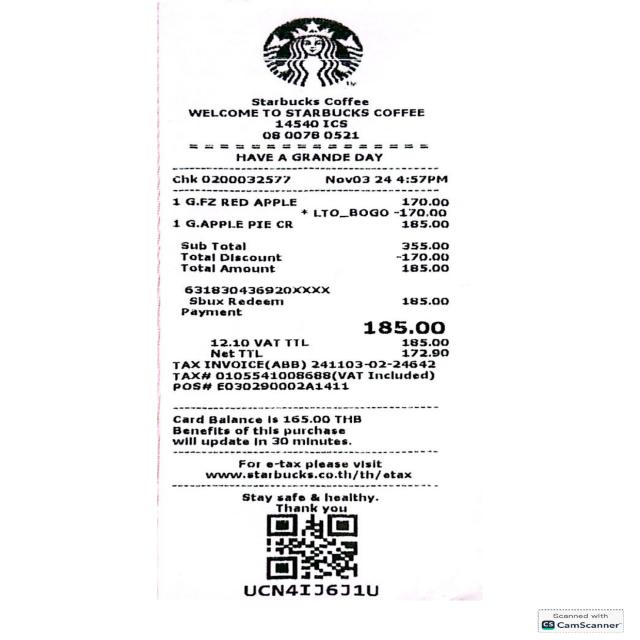 Starbucks Coffee
WELCOME TO STARBUCKS COFFEE
14540 ICS
08 0078 0521
HAVE A GRANDE DAY
Chk 0200032577 Nov03 24 4:57PM
1 G.FZ RED APPLE 170.00
* LTO_BOGO -170.00
1 G.APPLE PIE CR 185.00
Sub Total 355.00
Total Discount -170.00
Total Amount 185.00
631830436920XXXX
Sbux Redeem 185.00
Payment
185.00
12.10 VAT TTL 185.00
Net TTL 172.90
TAX INVOICE(ABB) 241103-02-24642
TAX# 0105541008688(VAT Included)
POS# E030290002A1411
Card Balance is 165.00 THB
Benefits of this purchase
will update in 30 minutes.
For e-tax please visit
www.starbucks.co.th/th/etax
Stay safe & healthy.
Thank you
UCN4IJ6J1U
Scanned with
CS CamScanner